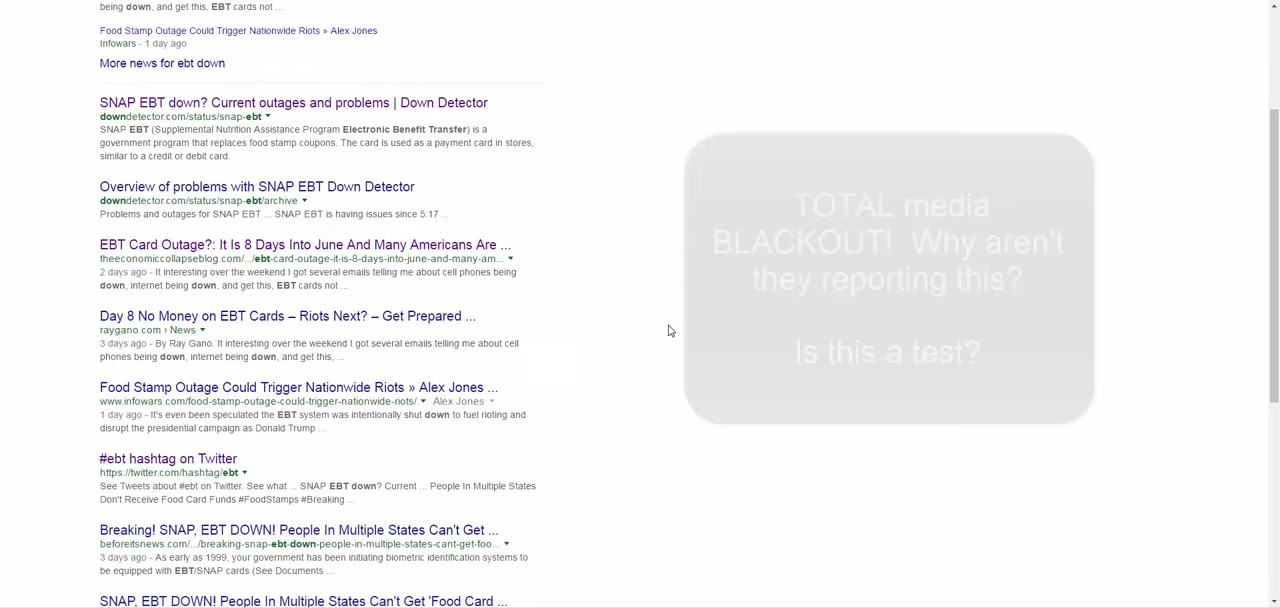 being down, and get this, EBT cards not ...
Food Stamp Outage Could Trigger Nationwide Riots » Alex Jones
Infowars - 1 day ago
More news for ebt down
SNAP EBT down? Current outages and problems | Down Detector
downdetector.com/status/snap-ebt
SNAP EBT (Supplemental Nutrition Assistance Program Electronic Benefit Transfer) is a
government program that replaces food stamp coupons. The card is used as a payment card in stores,
similar to a credit or debit card.
Overview of problems with SNAP EBT Down Detector
downdetector.com/status/snap-ebt/archive
Problems and outages for SNAP EBT ... SNAP EBT is having issues since 5:17 ...
EBT Card Outage?: It Is 8 Days Into June And Many Americans Are ...
theeconomiccollapseblog.com/.../ebt-card-outage-it-is-8-days-into-june-and-many-am...
2 days ago - It interesting over the weekend I got several emails telling me about cell phones being
down, internet being down, and get this, EBT cards not ...
Day 8 No Money on EBT Cards – Riots Next? – Get Prepared ...
raygano.com › News
3 days ago - By Ray Gano. It interesting over the weekend I got several emails telling me about cell
phones being down, internet being down, and get this, ...
Food Stamp Outage Could Trigger Nationwide Riots » Alex Jones ...
www.infowars.com/food-stamp-outage-could-trigger-nationwide-riots/ Alex Jones
1 day ago - It's even been speculated the EBT system was intentionally shut down to fuel rioting and
disrupt the presidential campaign as Donald Trump ...
#ebt hashtag on Twitter
https://twitter.com/hashtag/ebt
See Tweets about #ebt on Twitter. See what ... SNAP EBT down? Current ... People In Multiple States
Don't Receive Food Card Funds #FoodStamps #Breaking ...
Breaking! SNAP, EBT DOWN! People In Multiple States Can't Get ...
beforeitsnews.com/.../breaking-snap-ebt-down-people-in-multiple-states-cant-get-foo...
3 days ago - As early as 1999, your government has been initiating biometric identification systems to
be equipped with EBT/SNAP cards (See Documents ...
SNAP, EBT DOWN! People In Multiple States Can't Get 'Food Card ...
TOTAL media
BLACKOUT! Why aren't
they reporting this?
Is this a test?